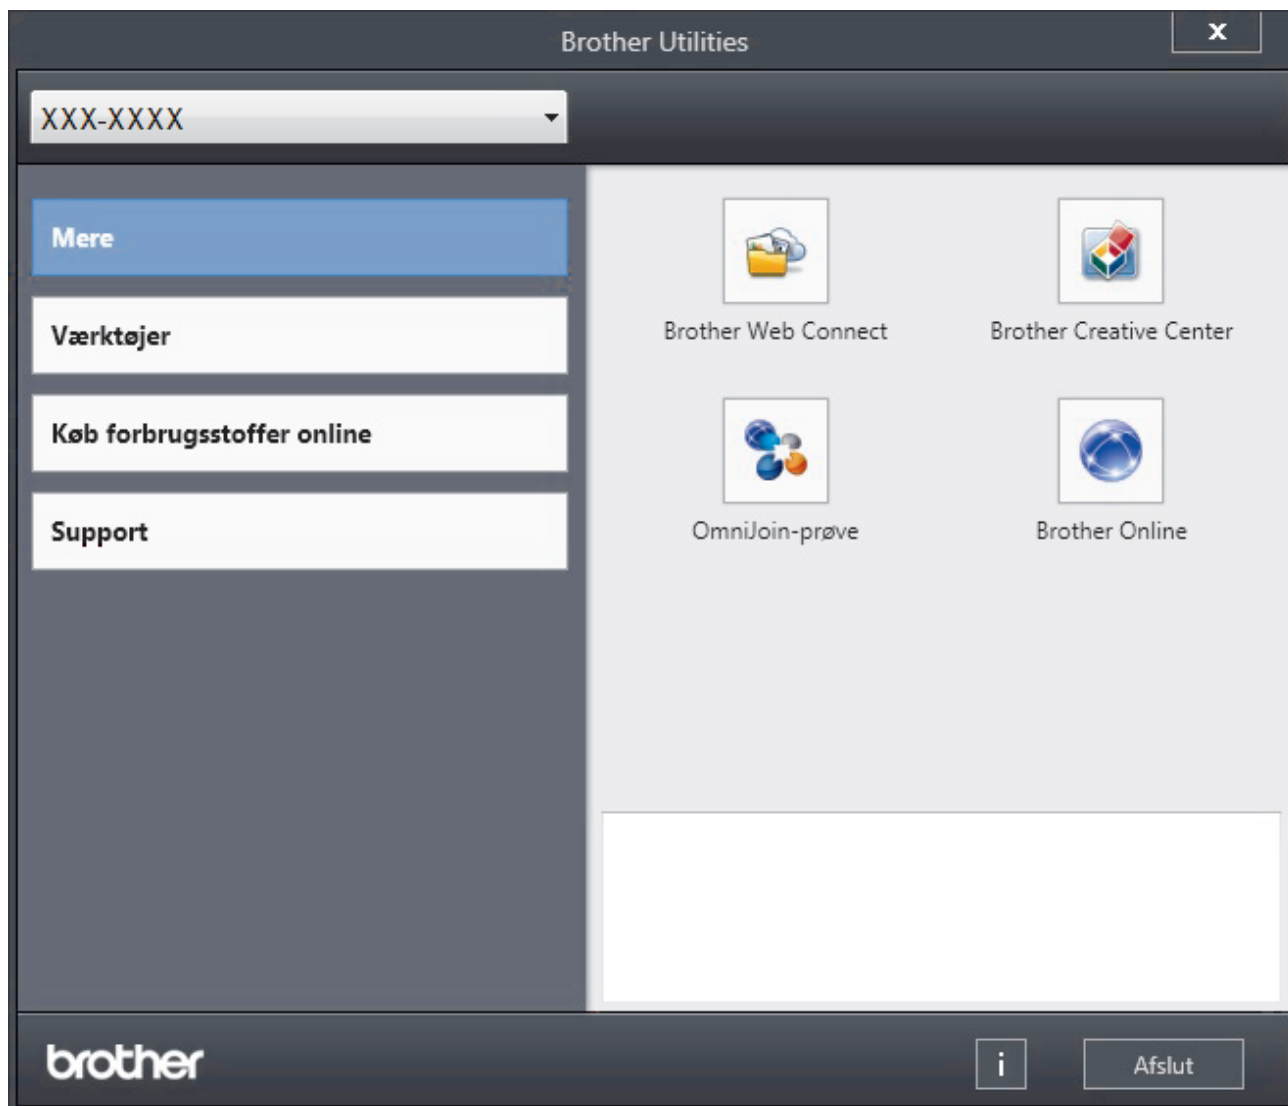 Brother Utilities
X
XXX-XXXX
Mere
Værktøjer
Køb forbrugsstoffer online
Support
Brother Web Connect
Brother Creative Center
OmniJoin-prøve
Brother Online
brother
i
Afslut